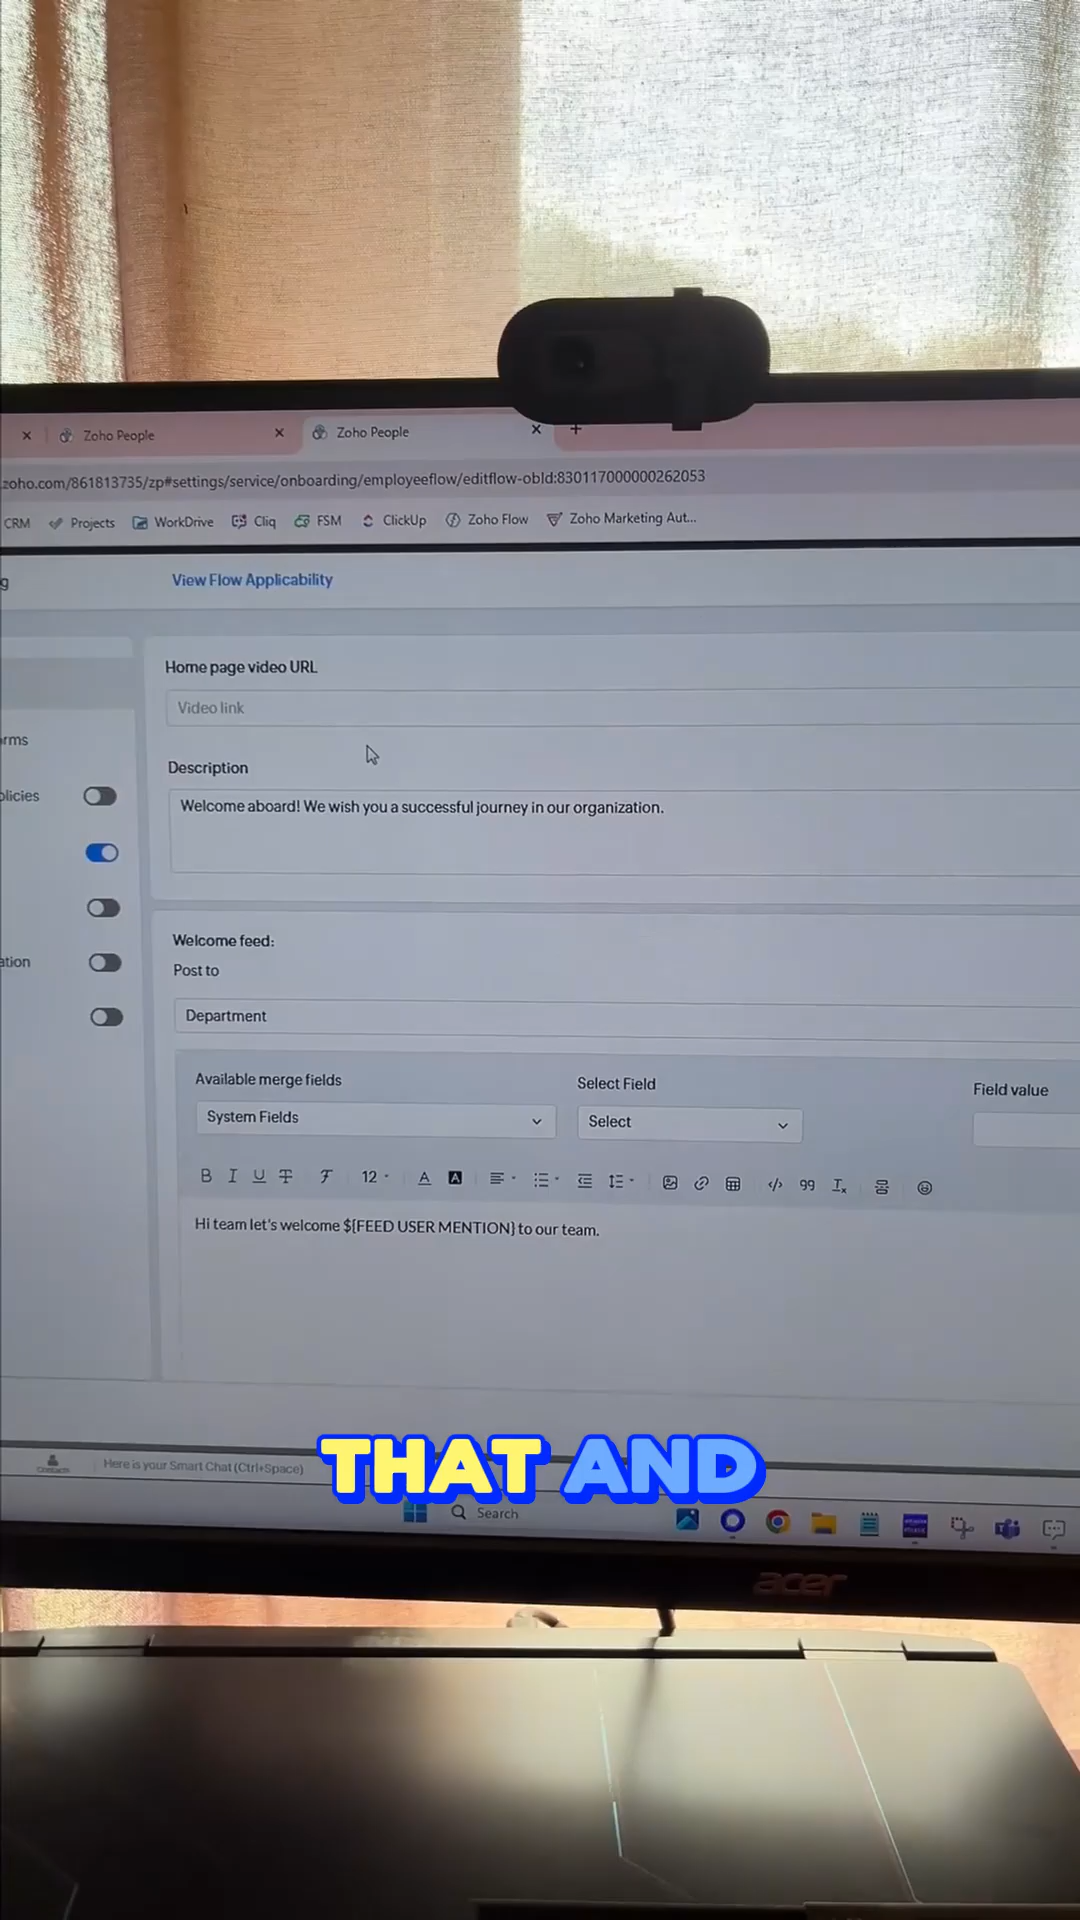 Zoho People
Zoho People
zoho.com/861813735/zp#settings/service/onboarding/employeeflow/editflow-obId:830117000000262053
CRM Projects WorkDrive Cliq FSM ClickUp Zoho Flow Zoho Marketing Aut...
g View Flow Applicability
Home page video URL
Video link
rms
Description
olicies
Welcome aboard! We wish you a successful journey in our organization.
Welcome feed:
ation
Post to
Department
Available merge fields Select Field Field value
System Fields Select
B I U T 12 A A </> 99 Tx
Hi team let's welcome ${FEED USER MENTION} to our team.
THAT AND
Contacts Here is your Smart Chat (Ctrl+Space)
Search
acer